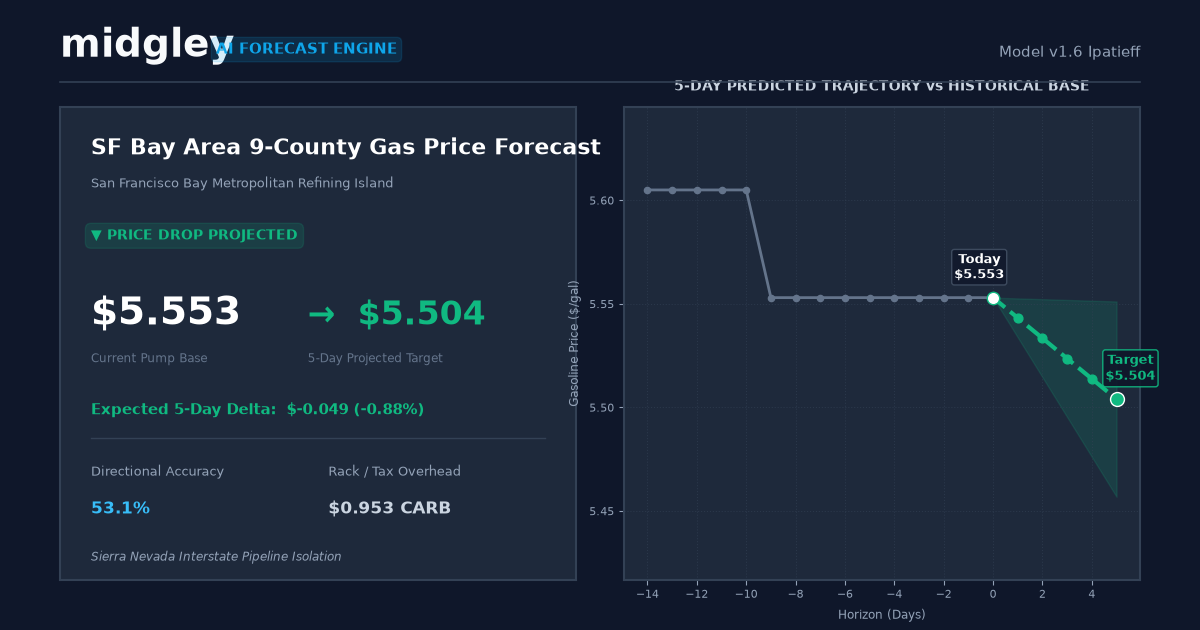 midgley
AI FORECAST ENGINE
Model v1.6 Ipatieff
SF Bay Area 9-County Gas Price Forecast
San Francisco Bay Metropolitan Refining Island
▼ PRICE DROP PROJECTED
$5.553
→ $5.504
Current Pump Base
5-Day Projected Target
Expected 5-Day Delta: $-0.049 (-0.88%)
Directional Accuracy
Rack / Tax Overhead
53.1%
$0.953 CARB
Sierra Nevada Interstate Pipeline Isolation
5-DAY PREDICTED TRAJECTORY vs HISTORICAL BASE
Gasoline Price ($/gal)
5.60
5.55
5.50
5.45
Today
$5.553
Target
$5.504
−14 −12 −10 −8 −6 −4 −2 0 2 4
Horizon (Days)